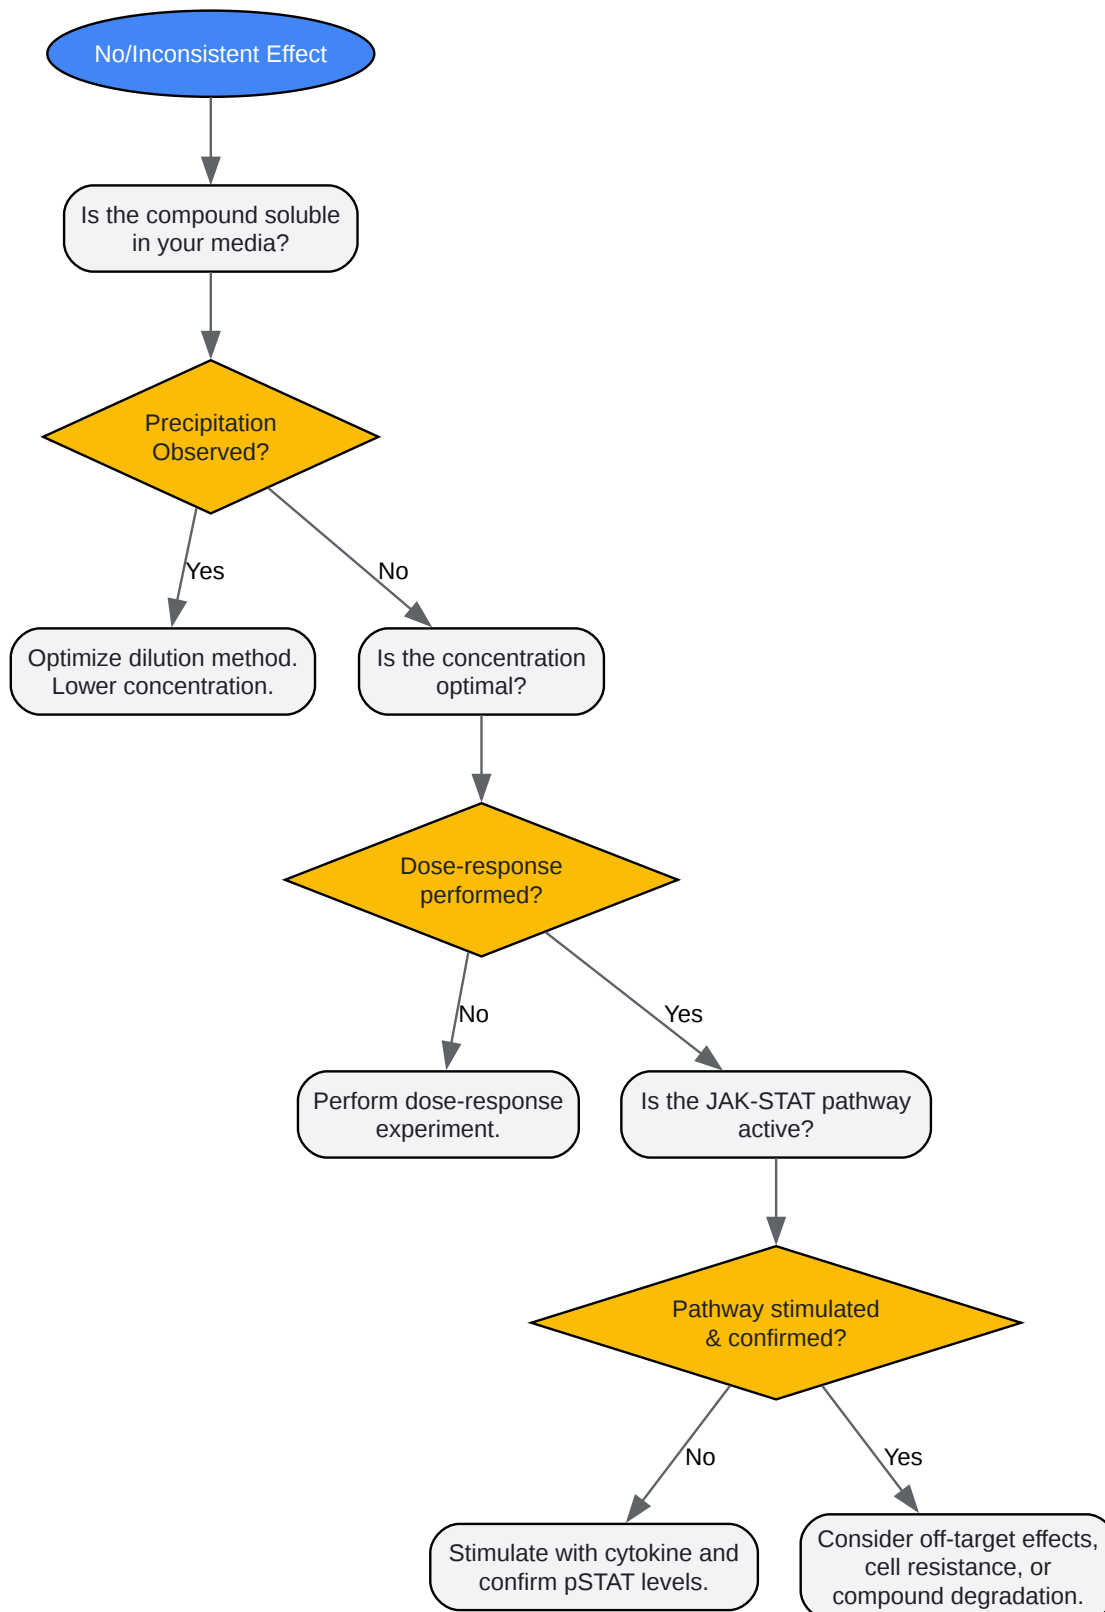 No/Inconsistent Effect
Is the compound soluble
in your media?
Precipitation
Observed?
Yes
No
Optimize dilution method.
Lower concentration.
Is the concentration
optimal?
Dose-response
performed?
No
Yes
Perform dose-response
experiment.
Is the JAK-STAT pathway
active?
Pathway stimulated
& confirmed?
No
Yes
Stimulate with cytokine and
confirm pSTAT levels.
Consider off-target effects,
cell resistance, or
compound degradation.